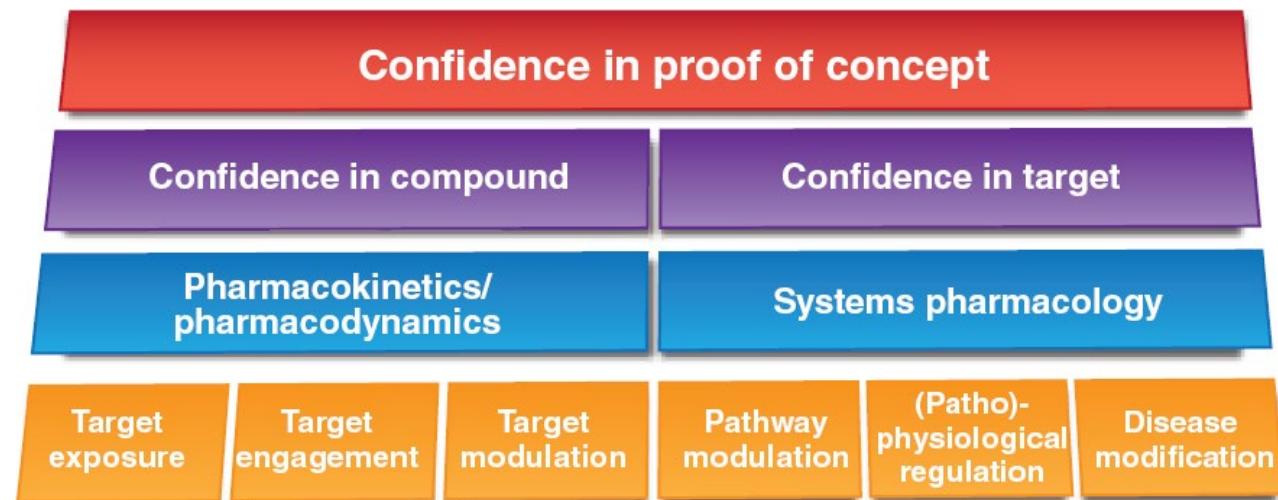 Confidence in proof of concept
Confidence in compound
Confidence in target
Pharmacokinetics/
pharmacodynamics
Systems pharmacology
Target
exposure
Target
engagement
Target
modulation
Pathway
modulation
(Patho)-
physiological
regulation
Disease
modification